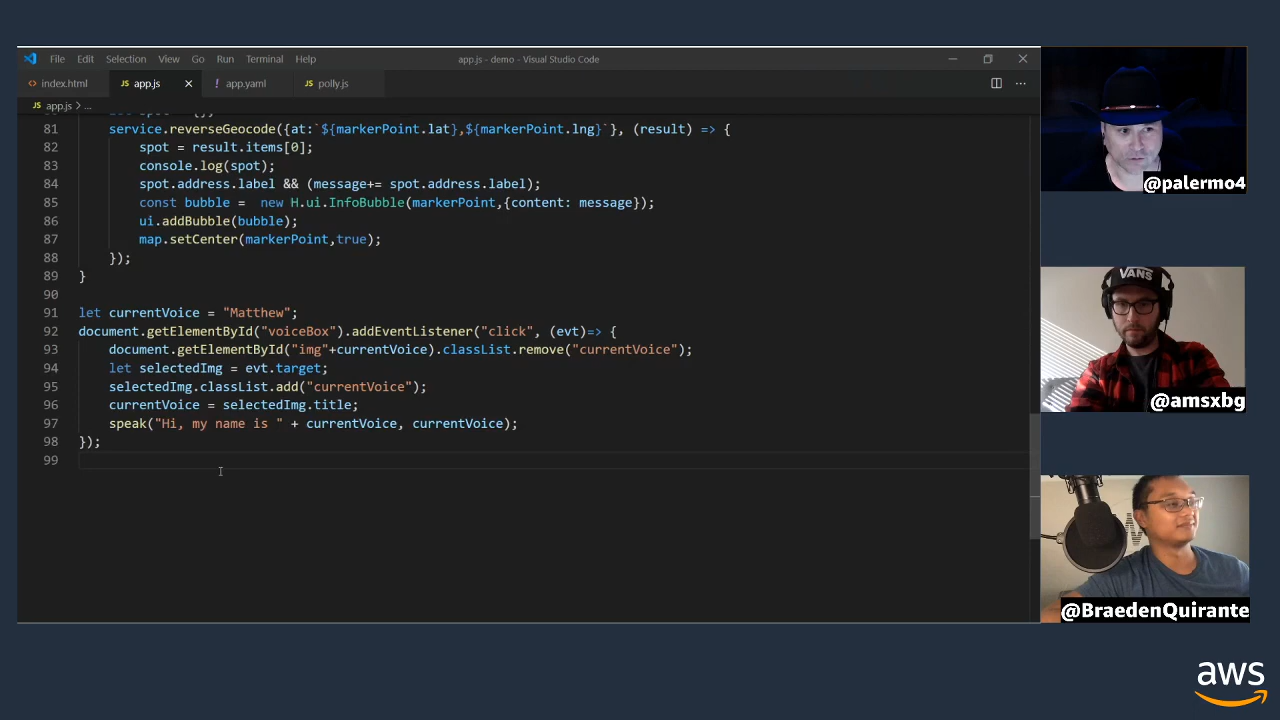 File Edit Selection View Go Run Terminal Help
app.js - demo - Visual Studio Code
index.html
JS app.js
! app.yaml
JS polly.js
JS app.js > ...
81 service.reverseGeocode({at:`${markerPoint.lat},${markerPoint.lng}`}, (result) => {
82 spot = result.items[0];
83 console.log(spot);
84 spot.address.label && (message+= spot.address.label);
85 const bubble =  new H.ui.InfoBubble(markerPoint,{content: message});
86 ui.addBubble(bubble);
87 map.setCenter(markerPoint,true);
88 });
89 }
90
91 let currentVoice = "Matthew";
92 document.getElementById("voiceBox").addEventListener("click", (evt)=> {
93 document.getElementById("img"+currentVoice).classList.remove("currentVoice");
94 let selectedImg = evt.target;
95 selectedImg.classList.add("currentVoice");
96 currentVoice = selectedImg.title;
97 speak("Hi, my name is " + currentVoice, currentVoice);
98 });
99
@palermo4
VANS
@amsxbg
@BraedenQuirante
aws